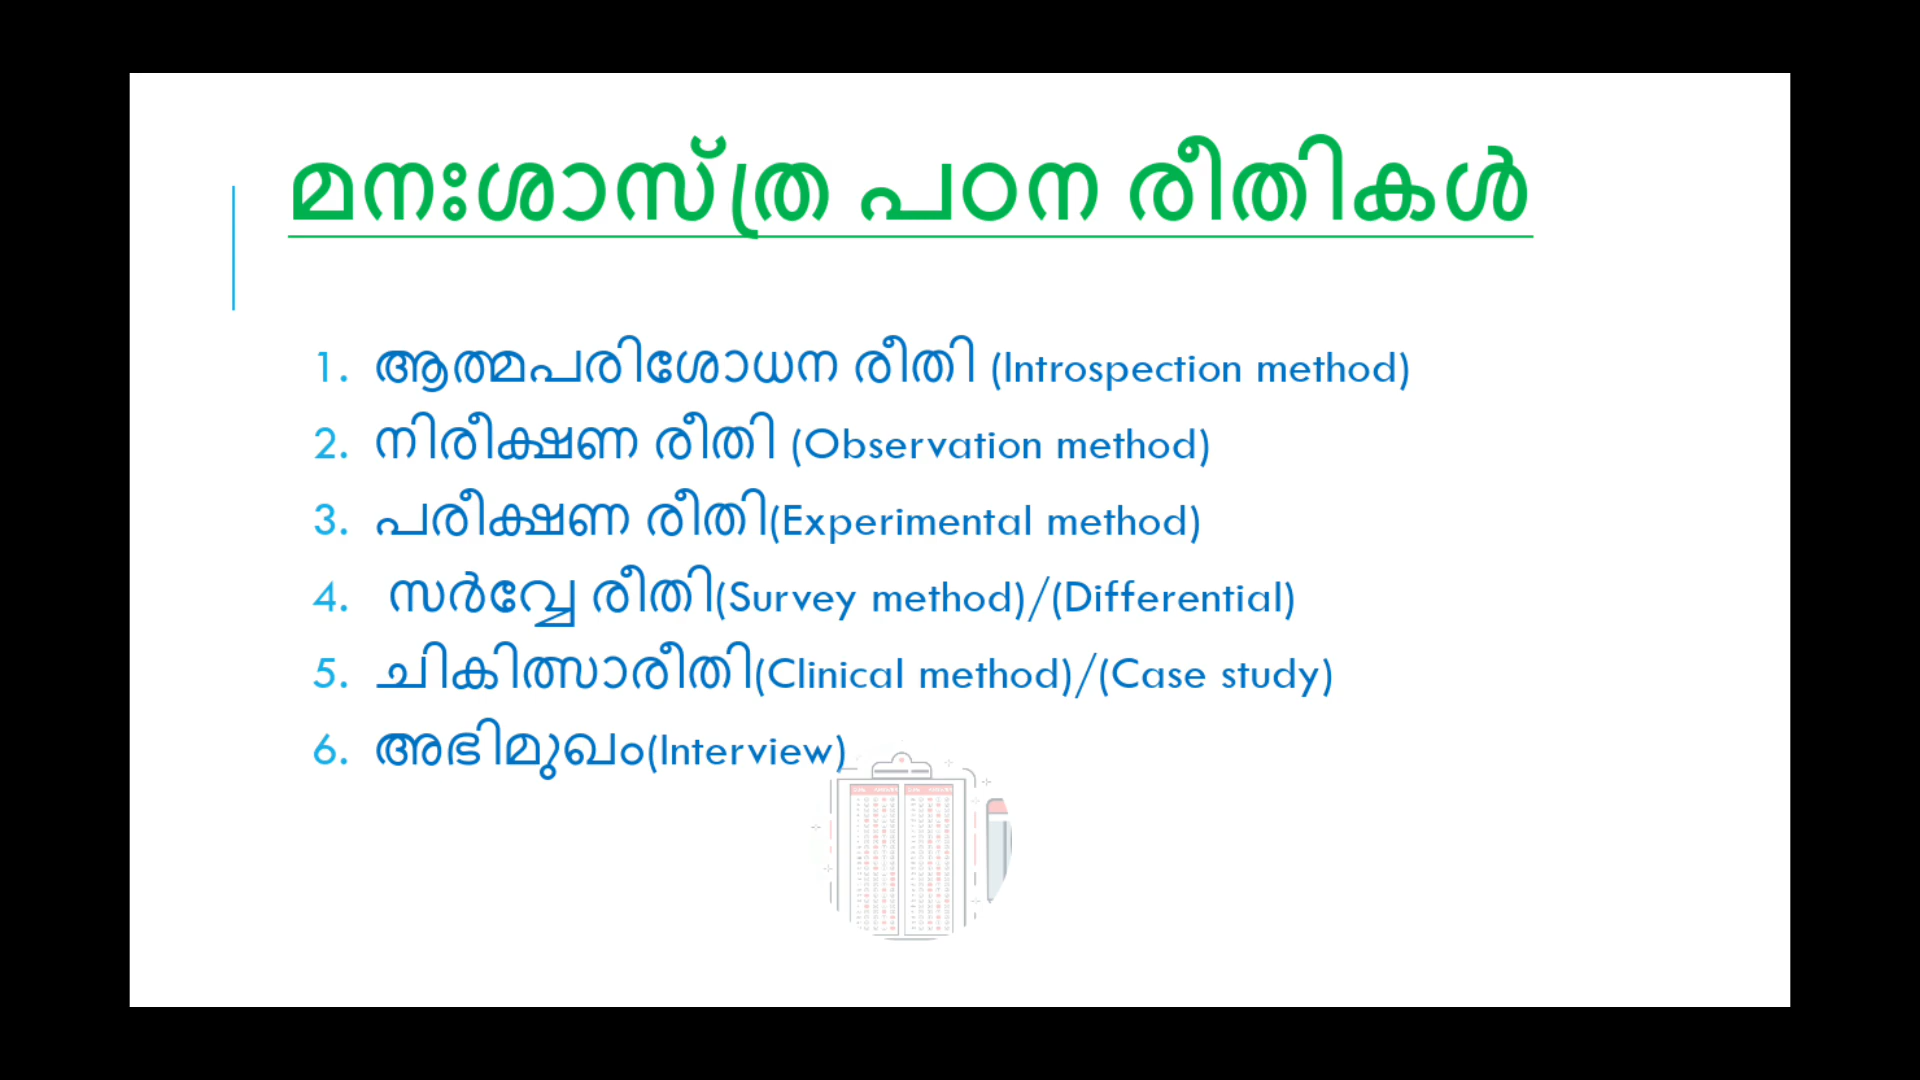 മനഃശാസ്ത്ര പഠന രീതികൾ
1. ആത്മപരിശോധന രീതി (Introspection method)
2. നിരീക്ഷണ രീതി (Observation method)
3. പരീക്ഷണ രീതി(Experimental method)
4. സർവ്വേ രീതി(Survey method)/(Differential)
5. ചികിത്സാരീതി(Clinical method)/(Case study)
6. അഭിമുഖം(Interview)